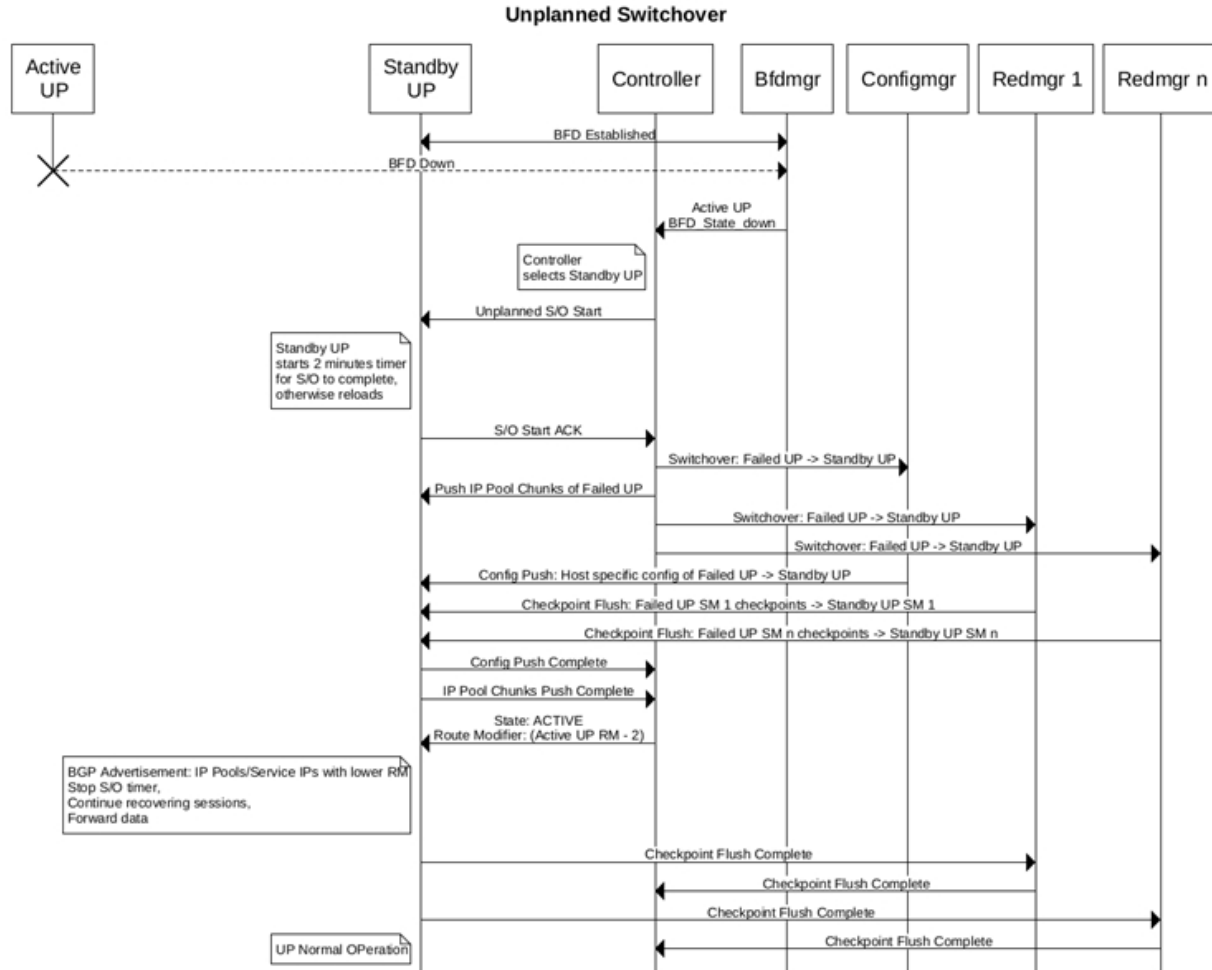 Unplanned Switchover
Active
UP
Standby
UP
Controller
Bfdmgr
Configmgr
Redmgr 1
Redmgr n
BFD Established
BFD Down
Active UP
BFD_State_down
Controller
selects Standby UP
Unplanned S/O Start
Standby UP
starts 2 minutes timer
for S/O to complete,
otherwise reloads
S/O Start ACK
Switchover: Failed UP -> Standby UP
Push IP Pool Chunks of Failed UP
Switchover: Failed UP -> Standby UP
Switchover: Failed UP -> Standby UP
Config Push: Host specific config of Failed UP -> Standby UP
Checkpoint Flush: Failed UP SM 1 checkpoints -> Standby UP SM 1
Checkpoint Flush: Failed UP SM n checkpoints -> Standby UP SM n
Config Push Complete
IP Pool Chunks Push Complete
State: ACTIVE
Route Modifier: (Active UP RM - 2)
BGP Advertisement: IP Pools/Service IPs with lower RM
Stop S/O timer,
Continue recovering sessions,
Forward data
Checkpoint Flush Complete
Checkpoint Flush Complete
Checkpoint Flush Complete
Checkpoint Flush Complete
UP Normal OPeration